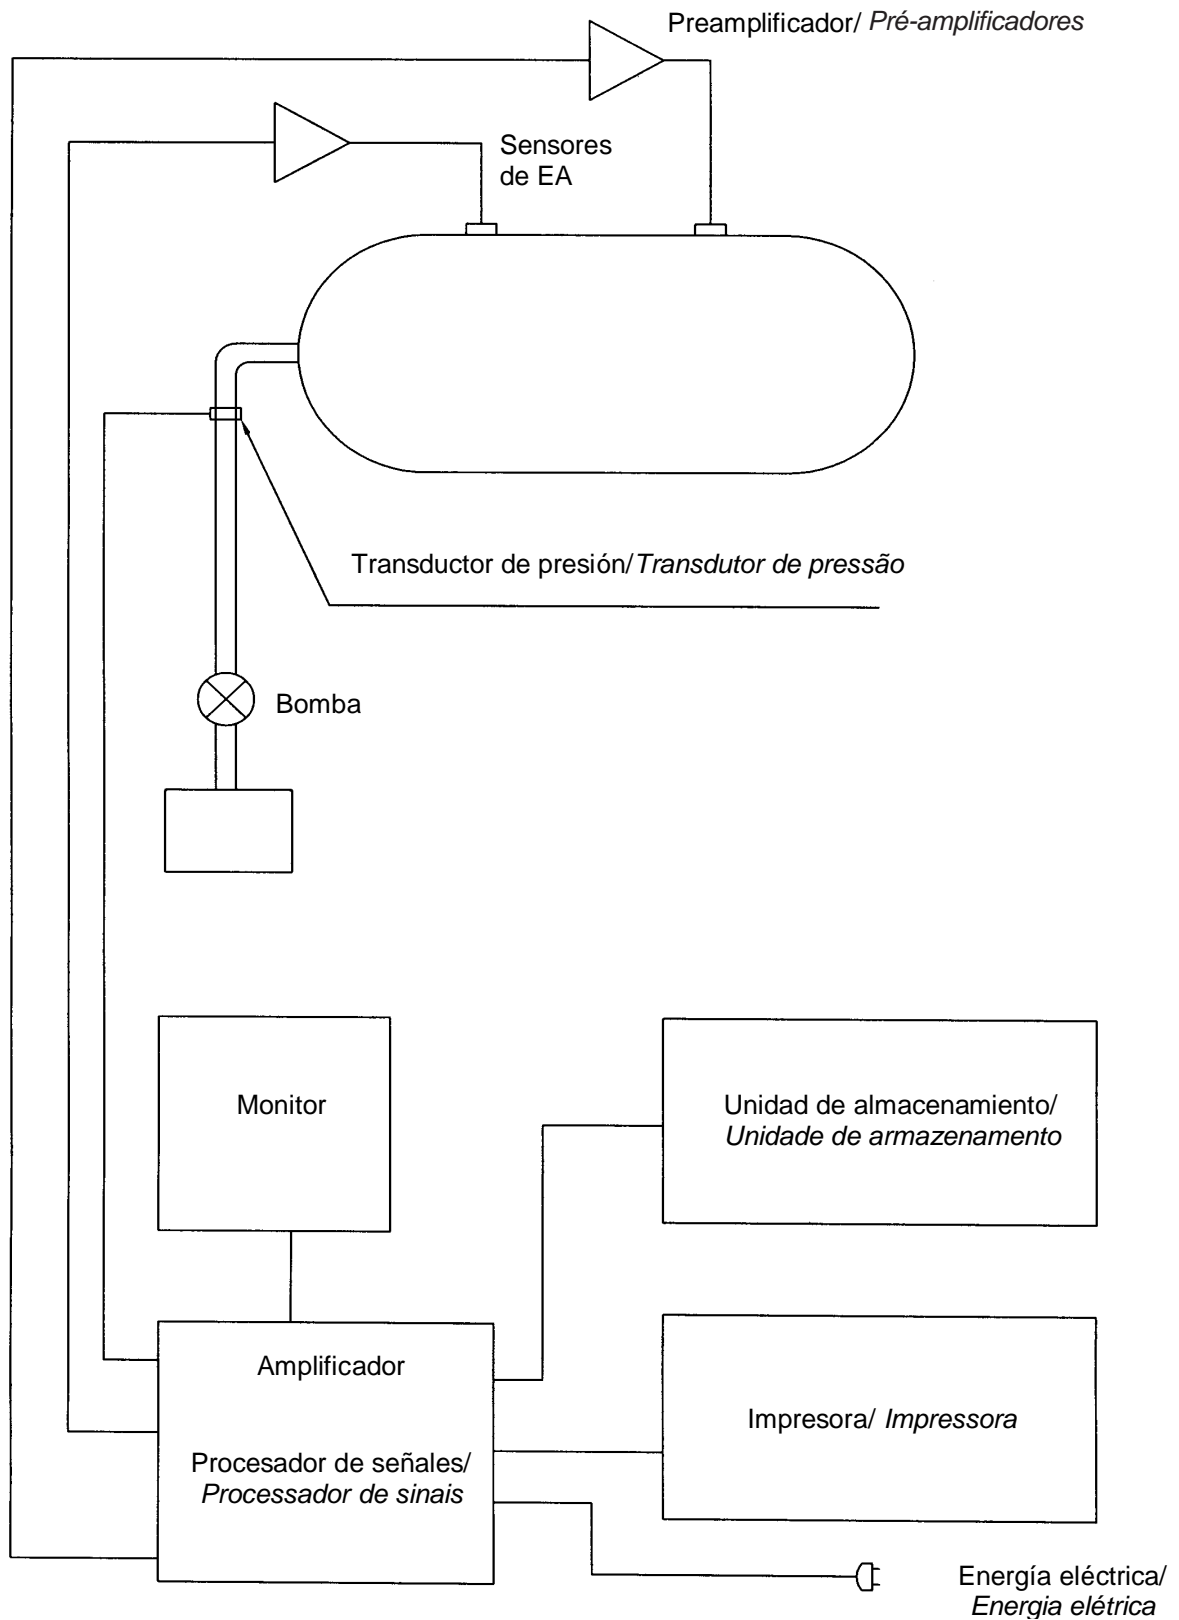 Preamplificador/ Pré-amplificadores
Sensores
de EA
Transductor de presión/Transdutor de pressão
Bomba
Monitor
Unidad de almacenamiento/
Unidade de armazenamento
Amplificador
Impresora/ Impressora
Procesador de señales/
Processador de sinais
Energía eléctrica/
Energia elétrica